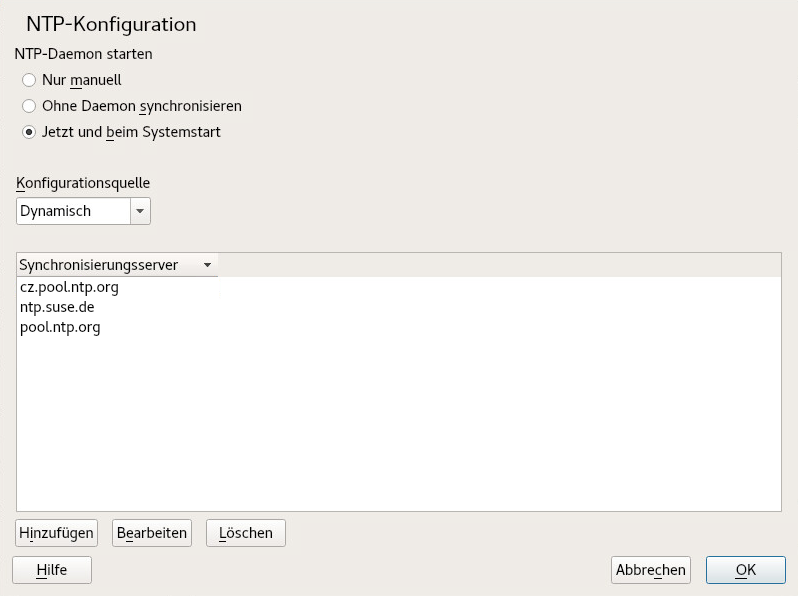 NTP-Konfiguration
NTP-Daemon starten
Nur manuell
Ohne Daemon synchronisieren
Jetzt und beim Systemstart
Konfigurationsquelle
Dynamisch
Synchronisierungsserver
cz.pool.ntp.org
ntp.suse.de
pool.ntp.org
Hinzufügen Bearbeiten Löschen
Hilfe Abbrechen OK